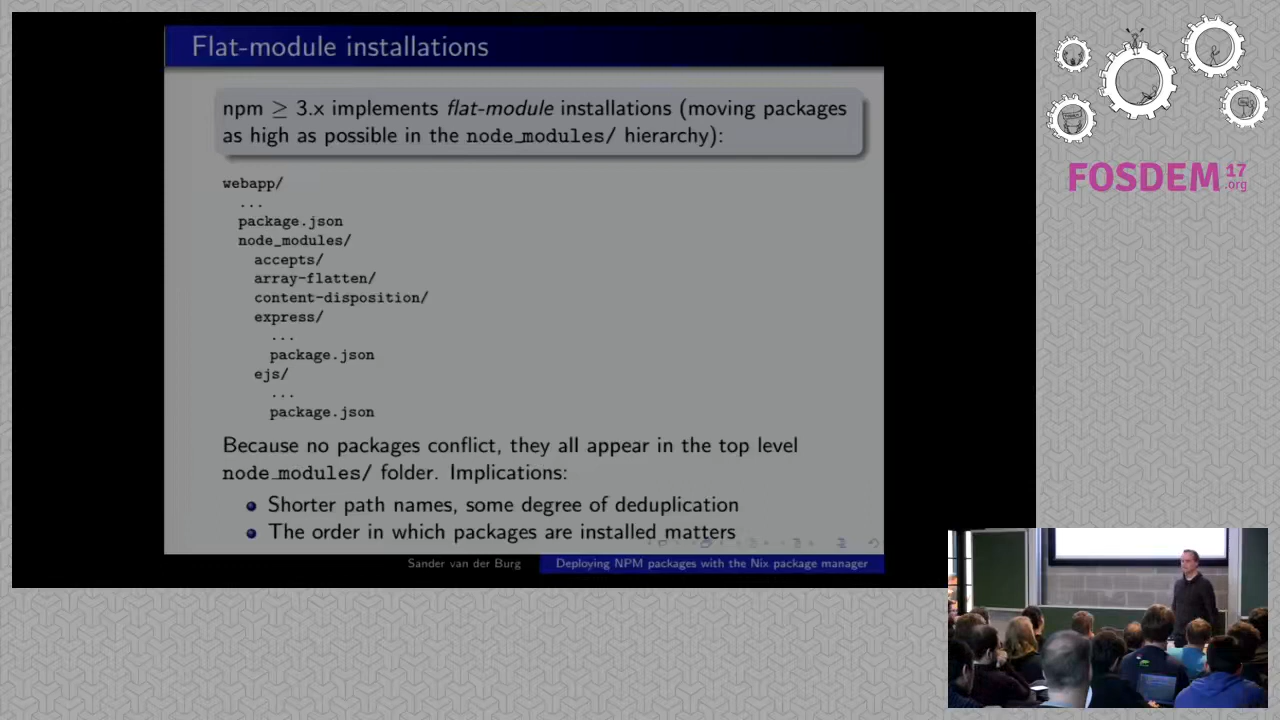 Flat-module installations
npm ≥ 3.x implements flat-module installations (moving packages
as high as possible in the node_modules/ hierarchy):
webapp/
...
package.json
node_modules/
accepts/
array-flatten/
content-disposition/
express/
...
package.json
ejs/
...
package.json
Because no packages conflict, they all appear in the top level
node_modules/ folder. Implications:
Shorter path names, some degree of deduplication
The order in which packages are installed matters
Sander van der Burg
Deploying NPM packages with the Nix package manager
FOSDEM 17
.org